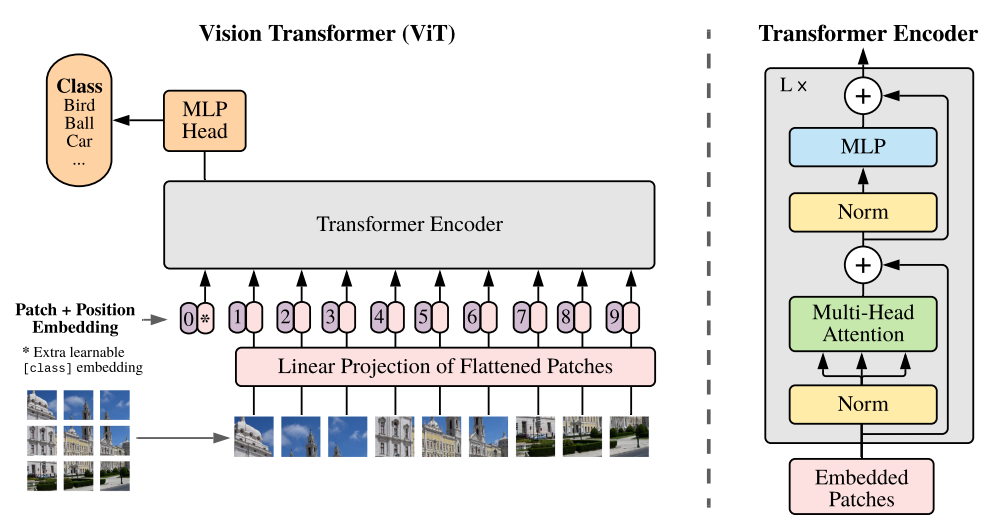 Vision Transformer (ViT)
Class
Bird
Ball
Car
...
MLP
Head
Transformer Encoder
Patch + Position
Embedding
0 * 1 2 3 4 5 6 7 8 9
* Extra learnable
[class] embedding
Linear Projection of Flattened Patches
Transformer Encoder
L ×
+
MLP
Norm
+
Multi-Head
Attention
Norm
Embedded
Patches